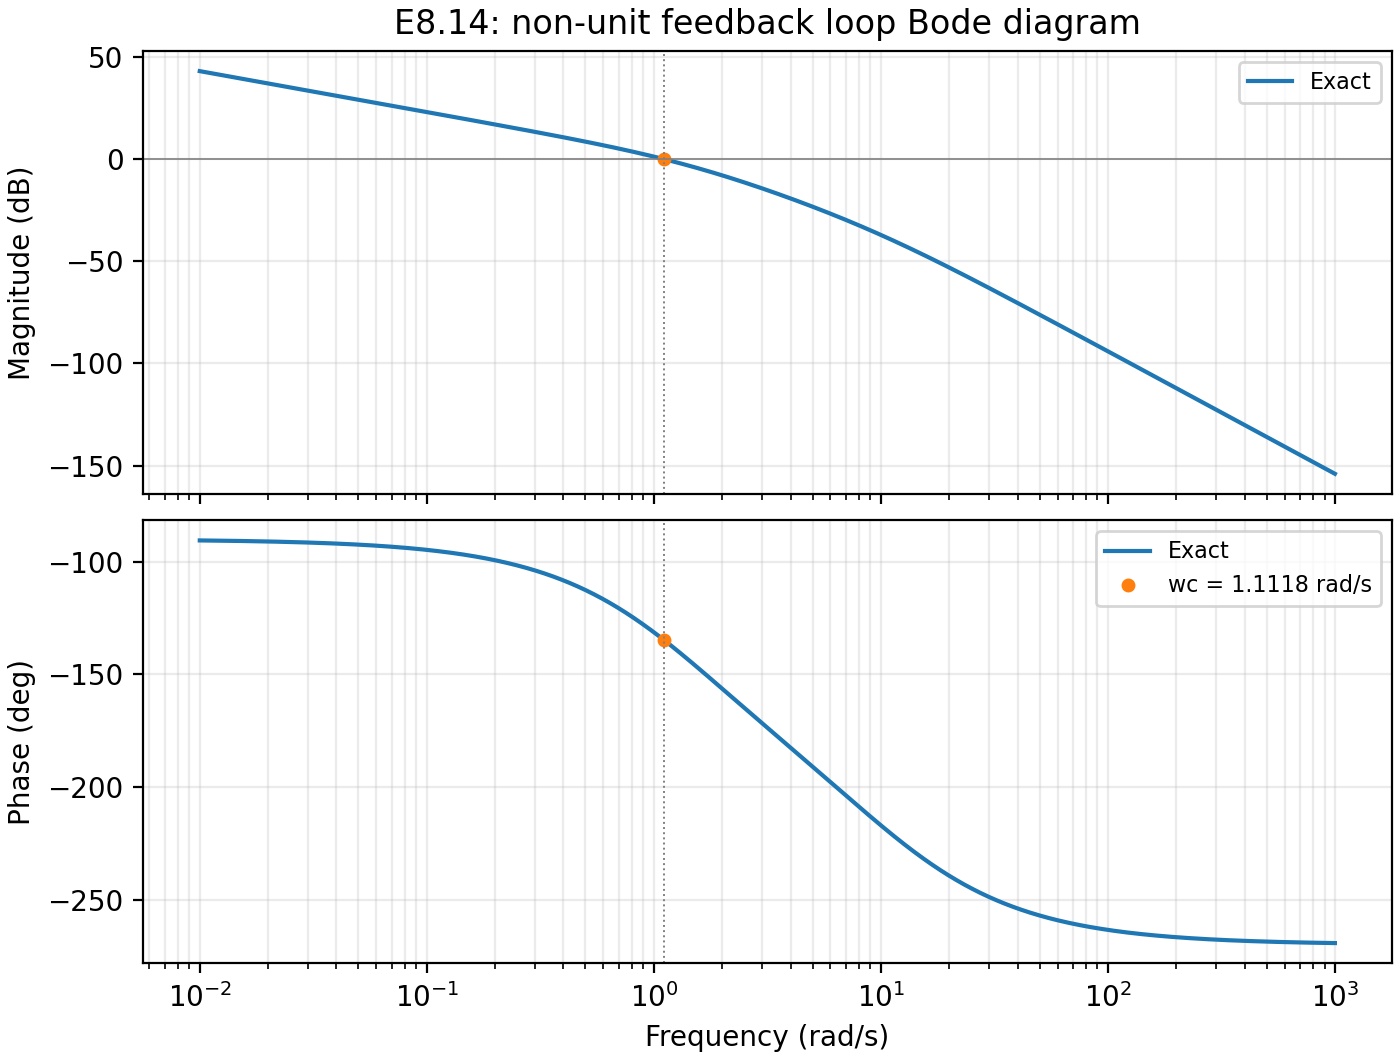 E8.14: non-unit feedback loop Bode diagram
Magnitude (dB)
50
0
−50
−100
−150
Exact
Phase (deg)
−100
−150
−200
−250
Exact
wc = 1.1118 rad/s
10⁻² 10⁻¹ 10⁰ 10¹ 10² 10³
Frequency (rad/s)